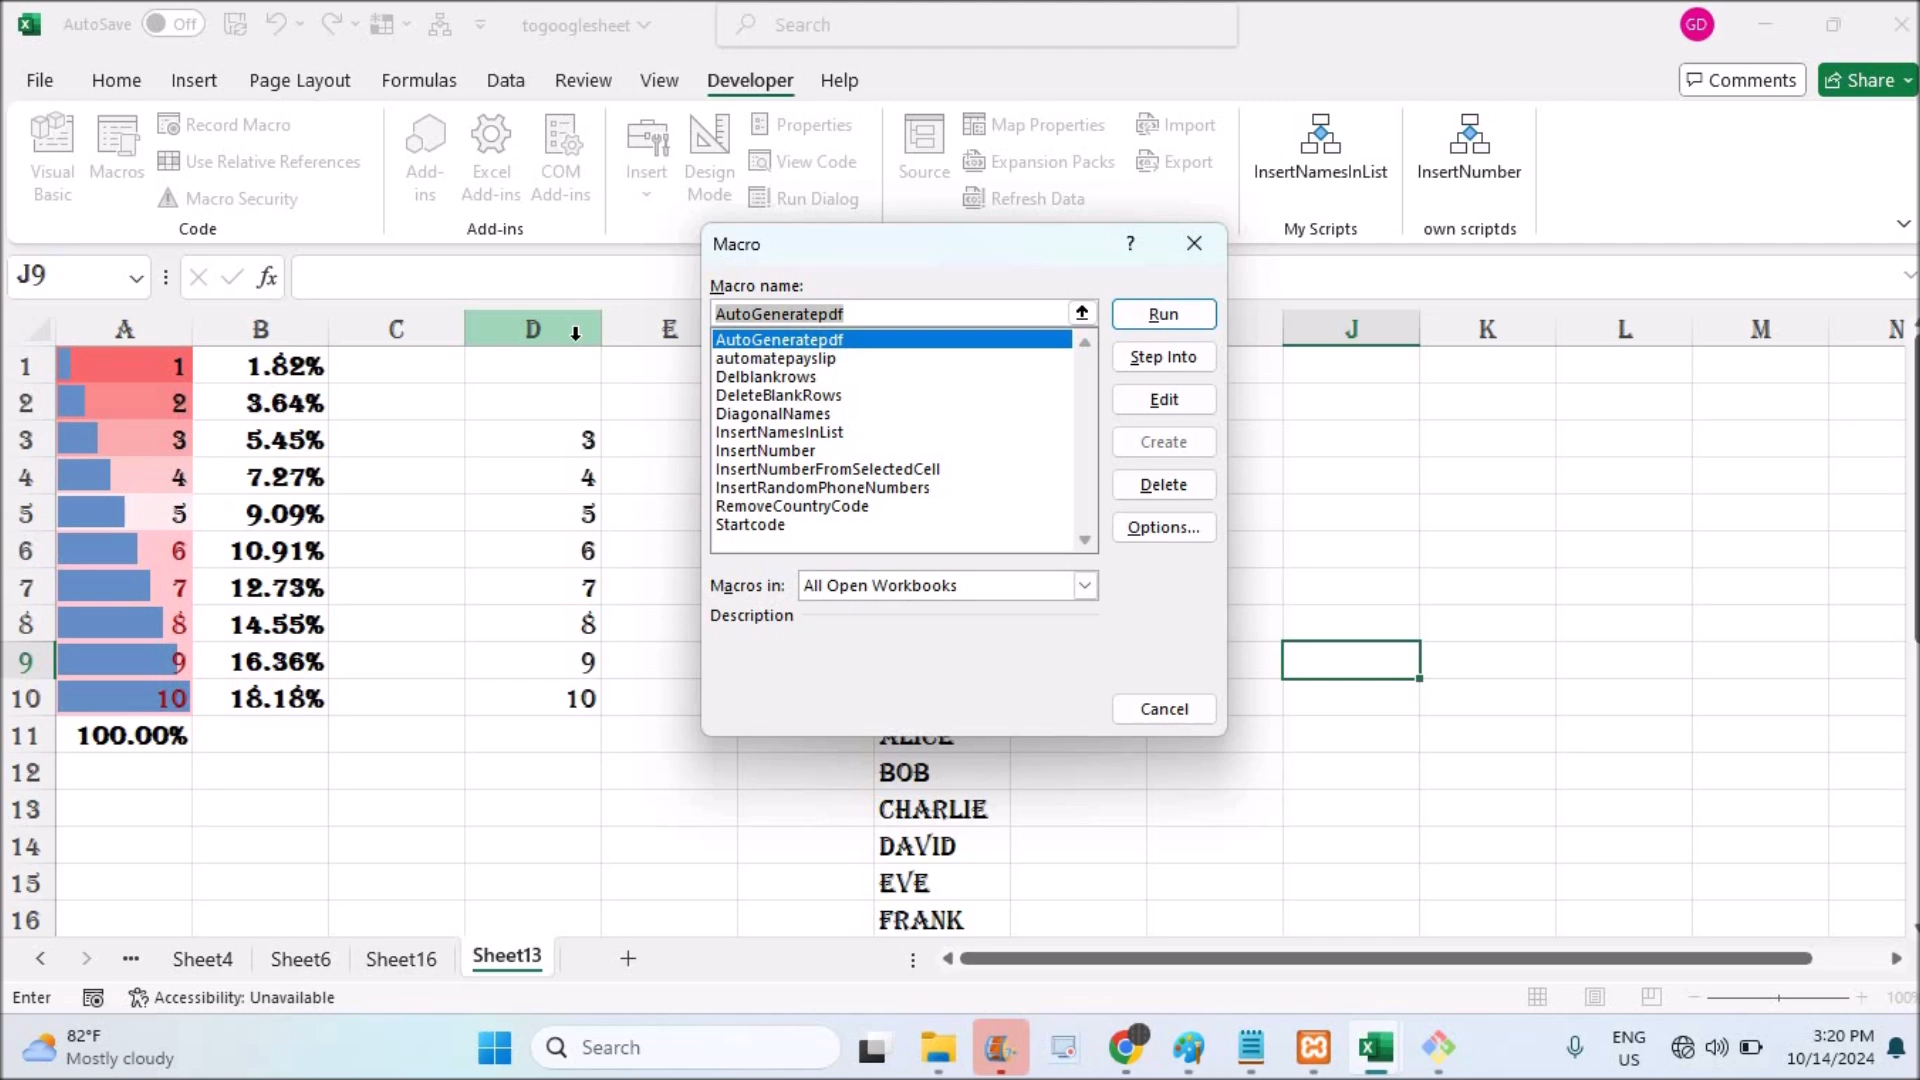 AutoSave Off togooglesheet Search GD
File Home Insert Page Layout Formulas Data Review View Developer Help Comments Share
Visual Basic
Macros
Record Macro
Use Relative References
Macro Security
Code
Add-ins
Excel Add-ins
COM Add-ins
Add-ins
Insert
Design Mode
Properties
View Code
Run Dialog
Source
Map Properties
Expansion Packs
Refresh Data
Import
Export
InsertNamesInList
My Scripts
InsertNumber
own scriptds
J9 fx
Macro ?
Macro name:
AutoGeneratepdf
AutoGeneratepdf
automatepayslip
Delblankrows
DeleteBlankRows
DiagonalNames
InsertNamesInList
InsertNumber
InsertNumberFromSelectedCell
InsertRandomPhoneNumbers
RemoveCountryCode
Startcode
Run
Step Into
Edit
Create
Delete
Options...
Macros in: All Open Workbooks
Description
Cancel
A B C D E J K L M N
1 1 1.82%
2 2 3.64%
3 3 5.45% 3
4 4 7.27% 4
5 5 9.09% 5
6 6 10.91% 6
7 7 12.73% 7
8 8 14.55% 8
9 9 16.36% 9
10 10 18.18% 10
11 100.00% ALICE
12 BOB
13 CHARLIE
14 DAVID
15 EVE
16 FRANK
Sheet4 Sheet6 Sheet16 Sheet13
Enter Accessibility: Unavailable 100%
82°F
Mostly cloudy
Search
ENG
US
3:20 PM
10/14/2024